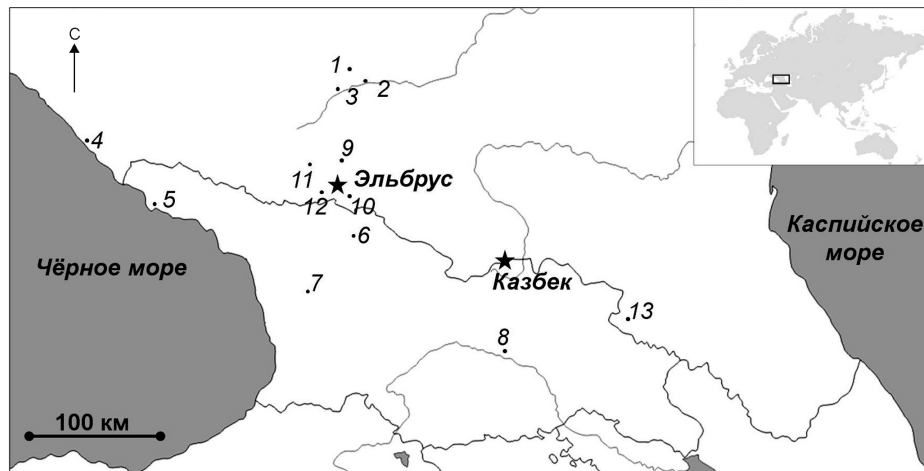 С
1
2
3
4
9
11
Эльбрус
12
10
5
6
Каспийское
море
Чёрное море
Казбек
7
13
8
100 км